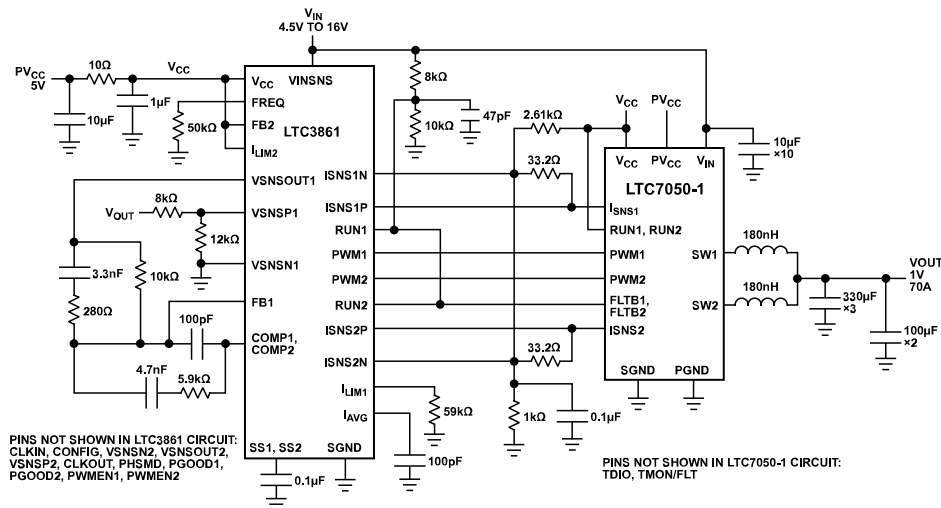 VIN
4.5V TO 16V
PVCC
5V
10Ω
VCC
10µF
1µF
50kΩ
VCC
VINSNS
FREQ
LTC3861
FB2
ILIM2
VSNSOUT1
VOUT
8kΩ
VSNSP1
12kΩ
VSNSN1
3.3nF
10kΩ
280Ω
FB1
100pF
COMP1,
COMP2
4.7nF
5.9kΩ
SS1, SS2
SGND
0.1µF
ISNS1N
ISNS1P
RUN1
PWM1
PWM2
RUN2
ISNS2P
ISNS2N
ILIM1
IAVG
59kΩ
100pF
8kΩ
10kΩ
47pF
2.61kΩ
33.2Ω
33.2Ω
1kΩ
0.1µF
VCC
PVCC
VCC
PVCC
VIN
10µF
×10
LTC7050-1
ISNS1
RUN1, RUN2
PWM1
PWM2
FLTB1,
FLTB2
ISNS2
SW1
SW2
SGND
PGND
180nH
180nH
330µF
×3
VOUT
1V
70A
100µF
×2
PINS NOT SHOWN IN LTC3861 CIRCUIT:
CLKIN, CONFIG, VSNSN2, VSNSOUT2,
VSNSP2, CLKOUT, PHSMD, PGOOD1,
PGOOD2, PWMEN1, PWMEN2
PINS NOT SHOWN IN LTC7050-1 CIRCUIT:
TDIO, TMON/FLT